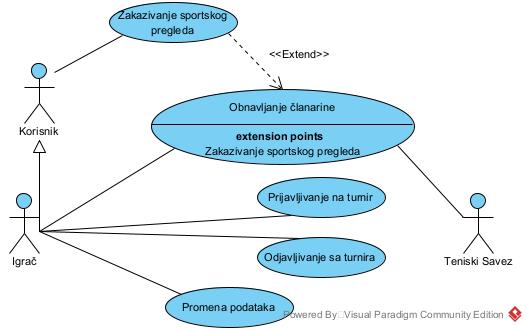 Zakazivanje sportskog
pregleda
<<Extend>>
Obnavljanje članarine
extension points
Zakazivanje sportskog pregleda
Korisnik
Prijavljivanje na turnir
Igrač
Odjavljivanje sa turnira
Teniski Savez
Promena podataka
Powered By Visual Paradigm Community Edition